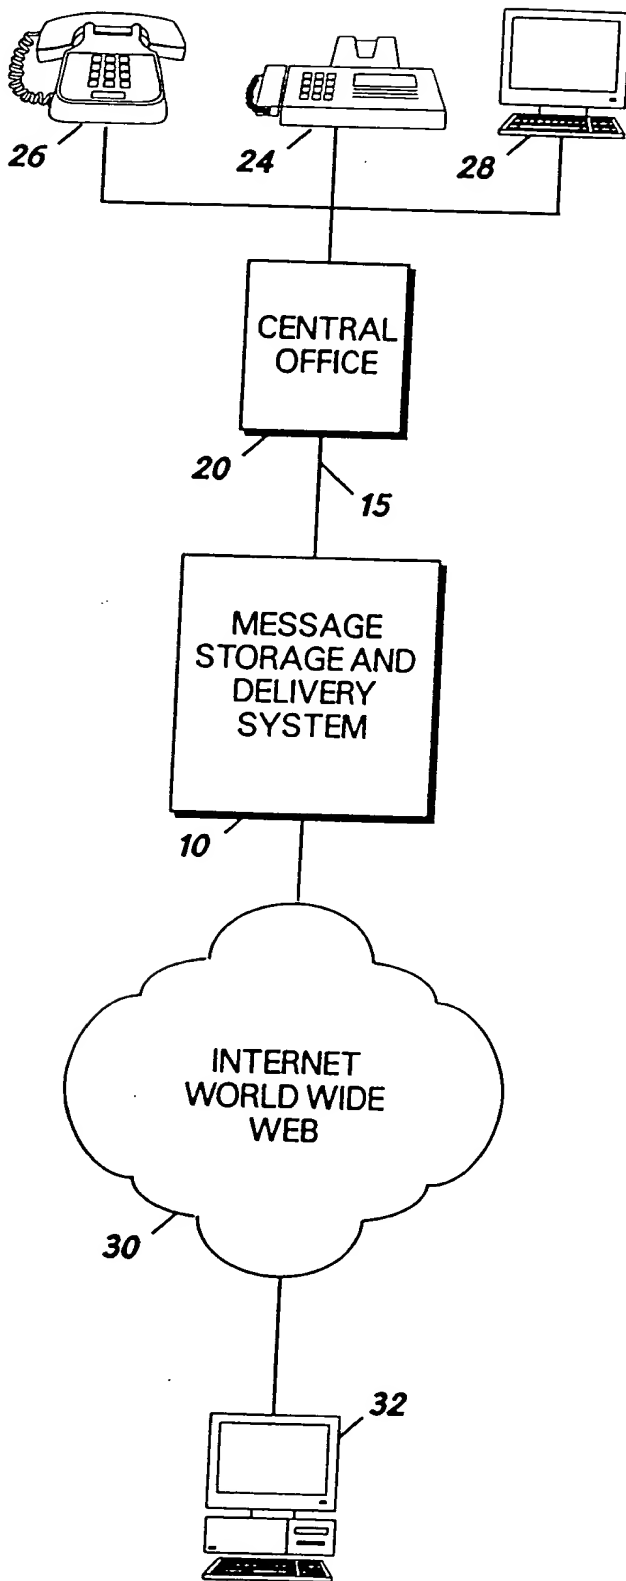 26
24
28
CENTRAL
OFFICE
20
15
MESSAGE
STORAGE AND
DELIVERY
SYSTEM
10
INTERNET
WORLD WIDE
WEB
30
32